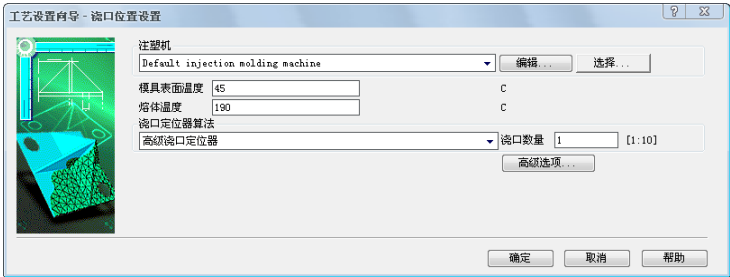 工艺设置向导 - 浇口位置设置
注塑机
Default injection molding machine 编辑... 选择...
模具表面温度 45 C
熔体温度 190 C
浇口定位器算法
高级浇口定位器 浇口数量 1 [1:10]
高级选项...
确定 取消 帮助